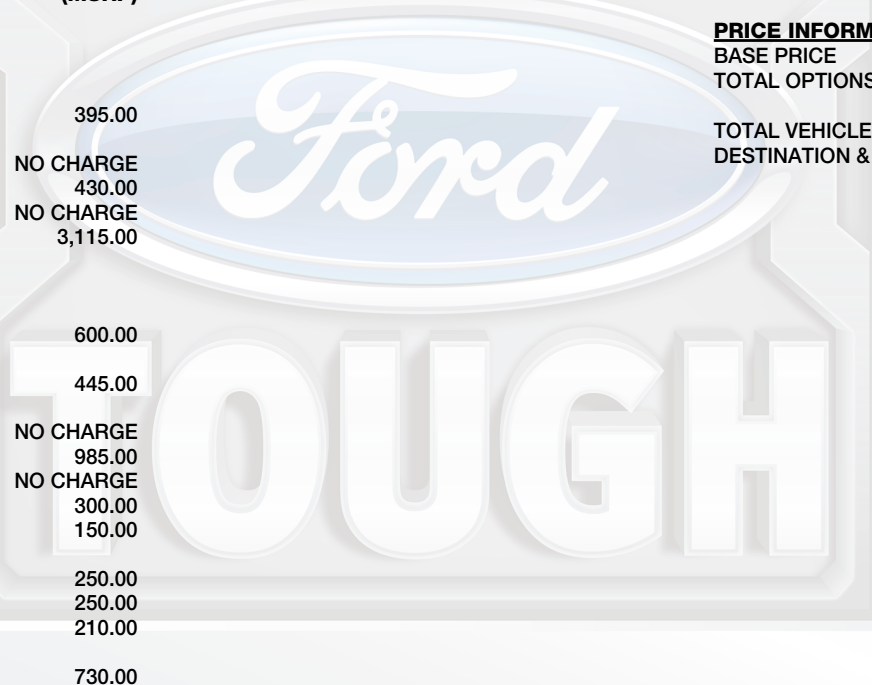 395.00
NO CHARGE
430.00
NO CHARGE
3,115.00
600.00
445.00
NO CHARGE
985.00
NO CHARGE
300.00
150.00
250.00
250.00
210.00
730.00
PRICE
BASE PRICE
TOTAL OPTIONS
TOTAL VEHICLE
DESTINATION &
Ford
TOUGH